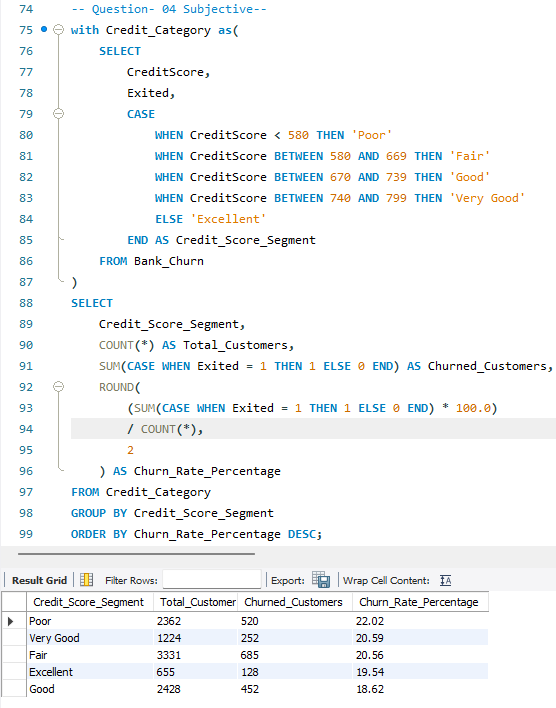 74 -- Question- 04 Subjective--
75 with Credit_Category as(
76 SELECT
77 CreditScore,
78 Exited,
79 CASE
80 WHEN CreditScore < 580 THEN 'Poor'
81 WHEN CreditScore BETWEEN 580 AND 669 THEN 'Fair'
82 WHEN CreditScore BETWEEN 670 AND 739 THEN 'Good'
83 WHEN CreditScore BETWEEN 740 AND 799 THEN 'Very Good'
84 ELSE 'Excellent'
85 END AS Credit_Score_Segment
86 FROM Bank_Churn
87 )
88 SELECT
89 Credit_Score_Segment,
90 COUNT(*) AS Total_Customers,
91 SUM(CASE WHEN Exited = 1 THEN 1 ELSE 0 END) AS Churned_Customers,
92 ROUND(
93 (SUM(CASE WHEN Exited = 1 THEN 1 ELSE 0 END) * 100.0)
94 / COUNT(*),
95 2
96 ) AS Churn_Rate_Percentage
97 FROM Credit_Category
98 GROUP BY Credit_Score_Segment
99 ORDER BY Churn_Rate_Percentage DESC;
Result Grid Filter Rows: Export: Wrap Cell Content: IA
Credit_Score_Segment Total_Customer Churned_Customers Churn_Rate_Percentage
Poor 2362 520 22.02
Very Good 1224 252 20.59
Fair 3331 685 20.56
Excellent 655 128 19.54
Good 2428 452 18.62